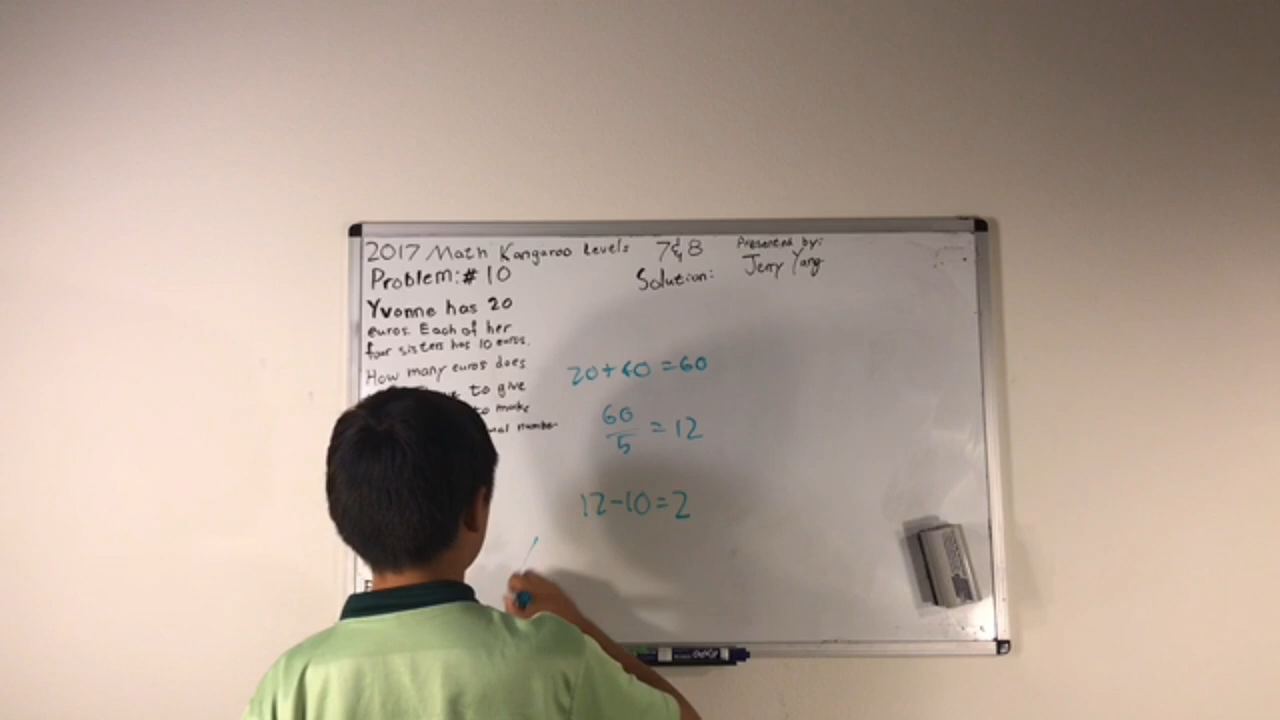 2017 Math Kangaroo Levels 7 & 8
Presented by:
Jerry Yang
Problem: # 10
Solution:
Yvonne has 20
euros. Each of her
four sisters has 10 euros.
How many euros does
to give
to make
number
20+40=60
60
5
=12
12-10=2
EXPO